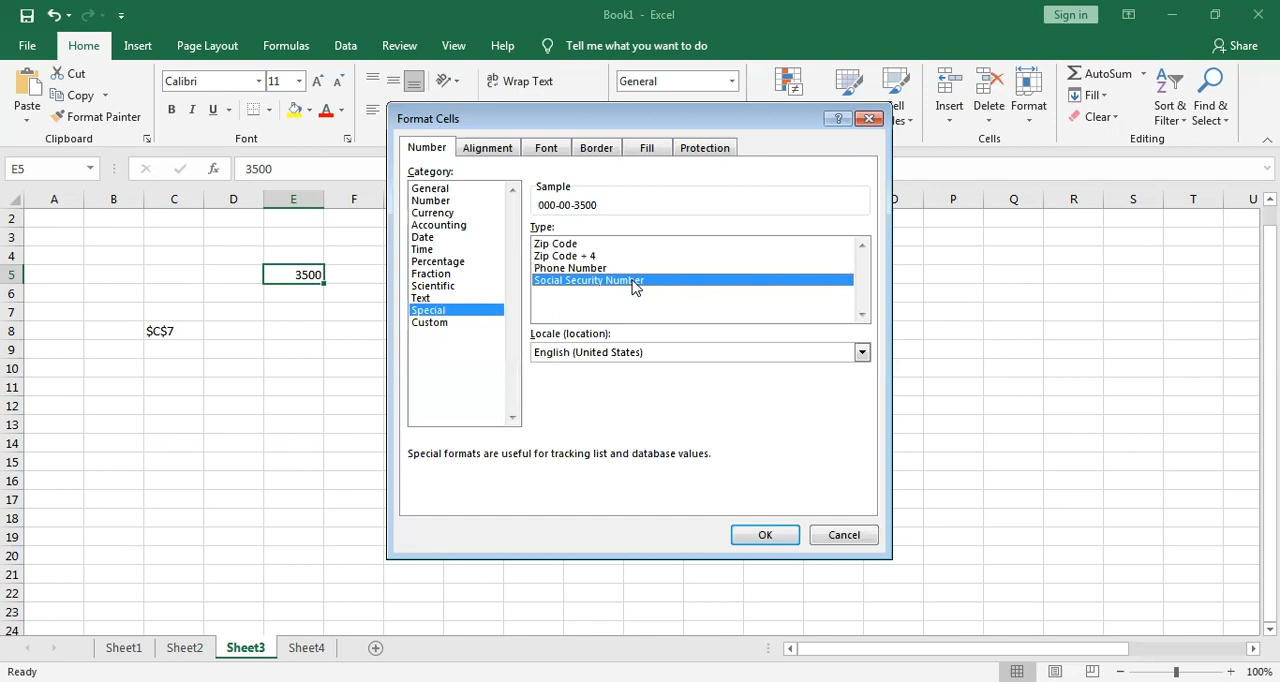 Book1 - Excel
Sign in
File Home Insert Page Layout Formulas Data Review View Help Tell me what you want to do
Share
Paste
Cut
Copy
Format Painter
Clipboard
Calibri 11
B I U
Font
Wrap Text
General
Insert Delete Format
Cells
AutoSum
Fill
Clear
Sort & Filter
Find & Select
Editing
E5
fx
3500
A B C D E F P Q R S T U
2
3
4
5 3500
6
7
8 $C$7
9
10
11
12
13
14
15
16
17
18
19
20
21
22
23
24
Format Cells
Number Alignment Font Border Fill Protection
Category:
General
Number
Currency
Accounting
Date
Time
Percentage
Fraction
Scientific
Text
Special
Custom
Sample
000-00-3500
Type:
Zip Code
Zip Code + 4
Phone Number
Social Security Number
Locale (location):
English (United States)
Special formats are useful for tracking list and database values.
OK Cancel
Sheet1 Sheet2 Sheet3 Sheet4
Ready
100%